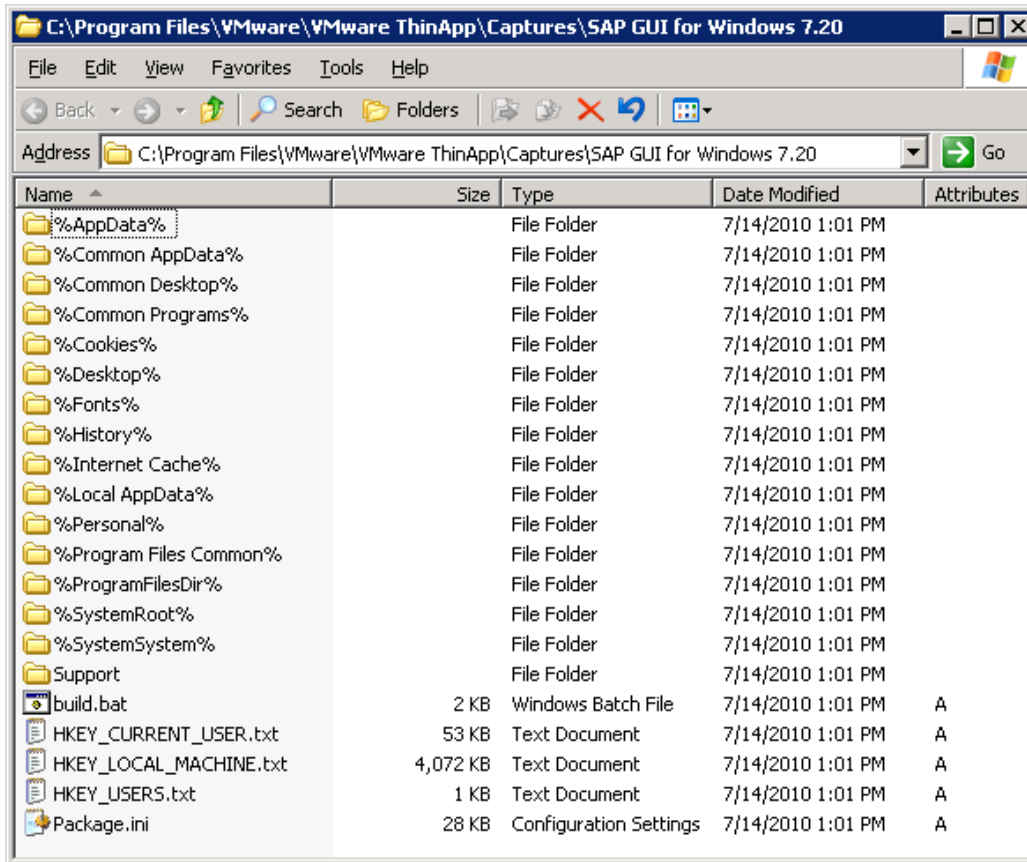 C:\Program Files\VMware\VMware ThinApp\Captures\SAP GUI for Windows 7.20
File Edit View Favorites Tools Help
Back Search Folders
Address C:\Program Files\VMware\VMware ThinApp\Captures\SAP GUI for Windows 7.20 Go
Name Size Type Date Modified Attributes
%AppData% File Folder 7/14/2010 1:01 PM
%Common AppData% File Folder 7/14/2010 1:01 PM
%Common Desktop% File Folder 7/14/2010 1:01 PM
%Common Programs% File Folder 7/14/2010 1:01 PM
%Cookies% File Folder 7/14/2010 1:01 PM
%Desktop% File Folder 7/14/2010 1:01 PM
%Fonts% File Folder 7/14/2010 1:01 PM
%History% File Folder 7/14/2010 1:01 PM
%Internet Cache% File Folder 7/14/2010 1:01 PM
%Local AppData% File Folder 7/14/2010 1:01 PM
%Personal% File Folder 7/14/2010 1:01 PM
%Program Files Common% File Folder 7/14/2010 1:01 PM
%ProgramFilesDir% File Folder 7/14/2010 1:01 PM
%SystemRoot% File Folder 7/14/2010 1:01 PM
%SystemSystem% File Folder 7/14/2010 1:01 PM
Support File Folder 7/14/2010 1:01 PM
build.bat 2 KB Windows Batch File 7/14/2010 1:01 PM A
HKEY_CURRENT_USER.txt 53 KB Text Document 7/14/2010 1:01 PM A
HKEY_LOCAL_MACHINE.txt 4,072 KB Text Document 7/14/2010 1:01 PM A
HKEY_USERS.txt 1 KB Text Document 7/14/2010 1:01 PM A
Package.ini 28 KB Configuration Settings 7/14/2010 1:01 PM A